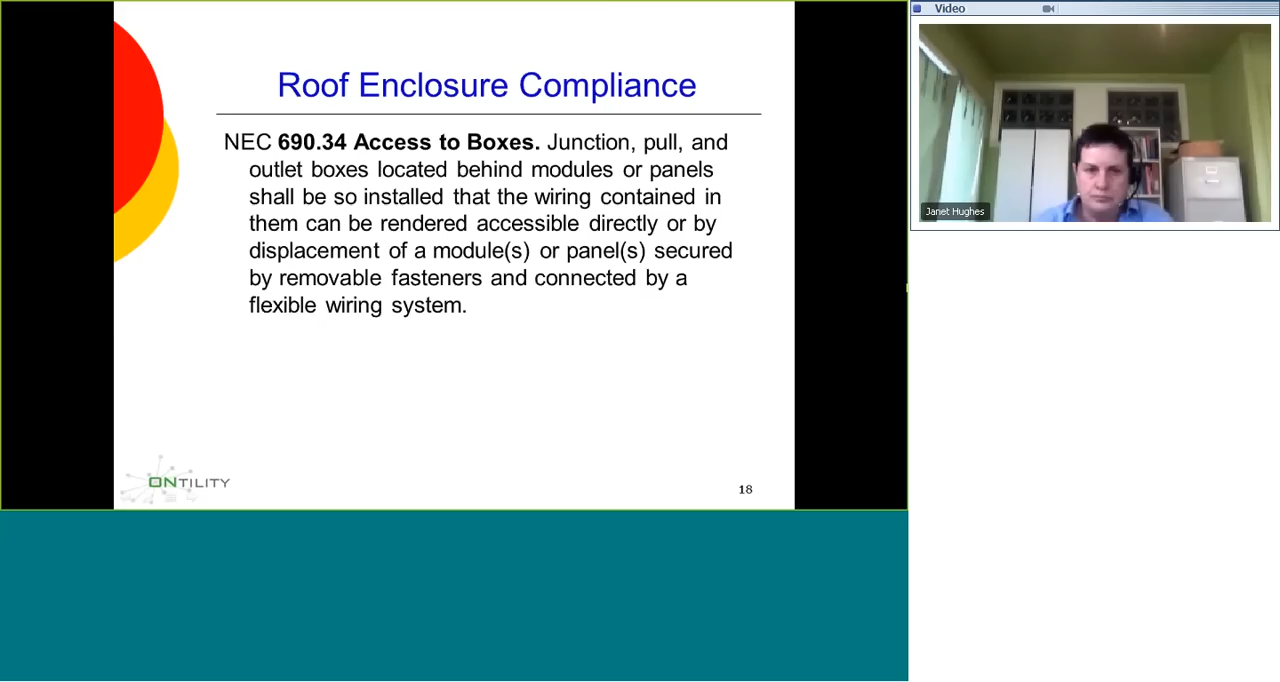 Roof Enclosure Compliance
NEC 690.34 Access to Boxes. Junction, pull, and
outlet boxes located behind modules or panels
shall be so installed that the wiring contained in
them can be rendered accessible directly or by
displacement of a module(s) or panel(s) secured
by removable fasteners and connected by a
flexible wiring system.
ONTILITY
18
Video
Janet Hughes